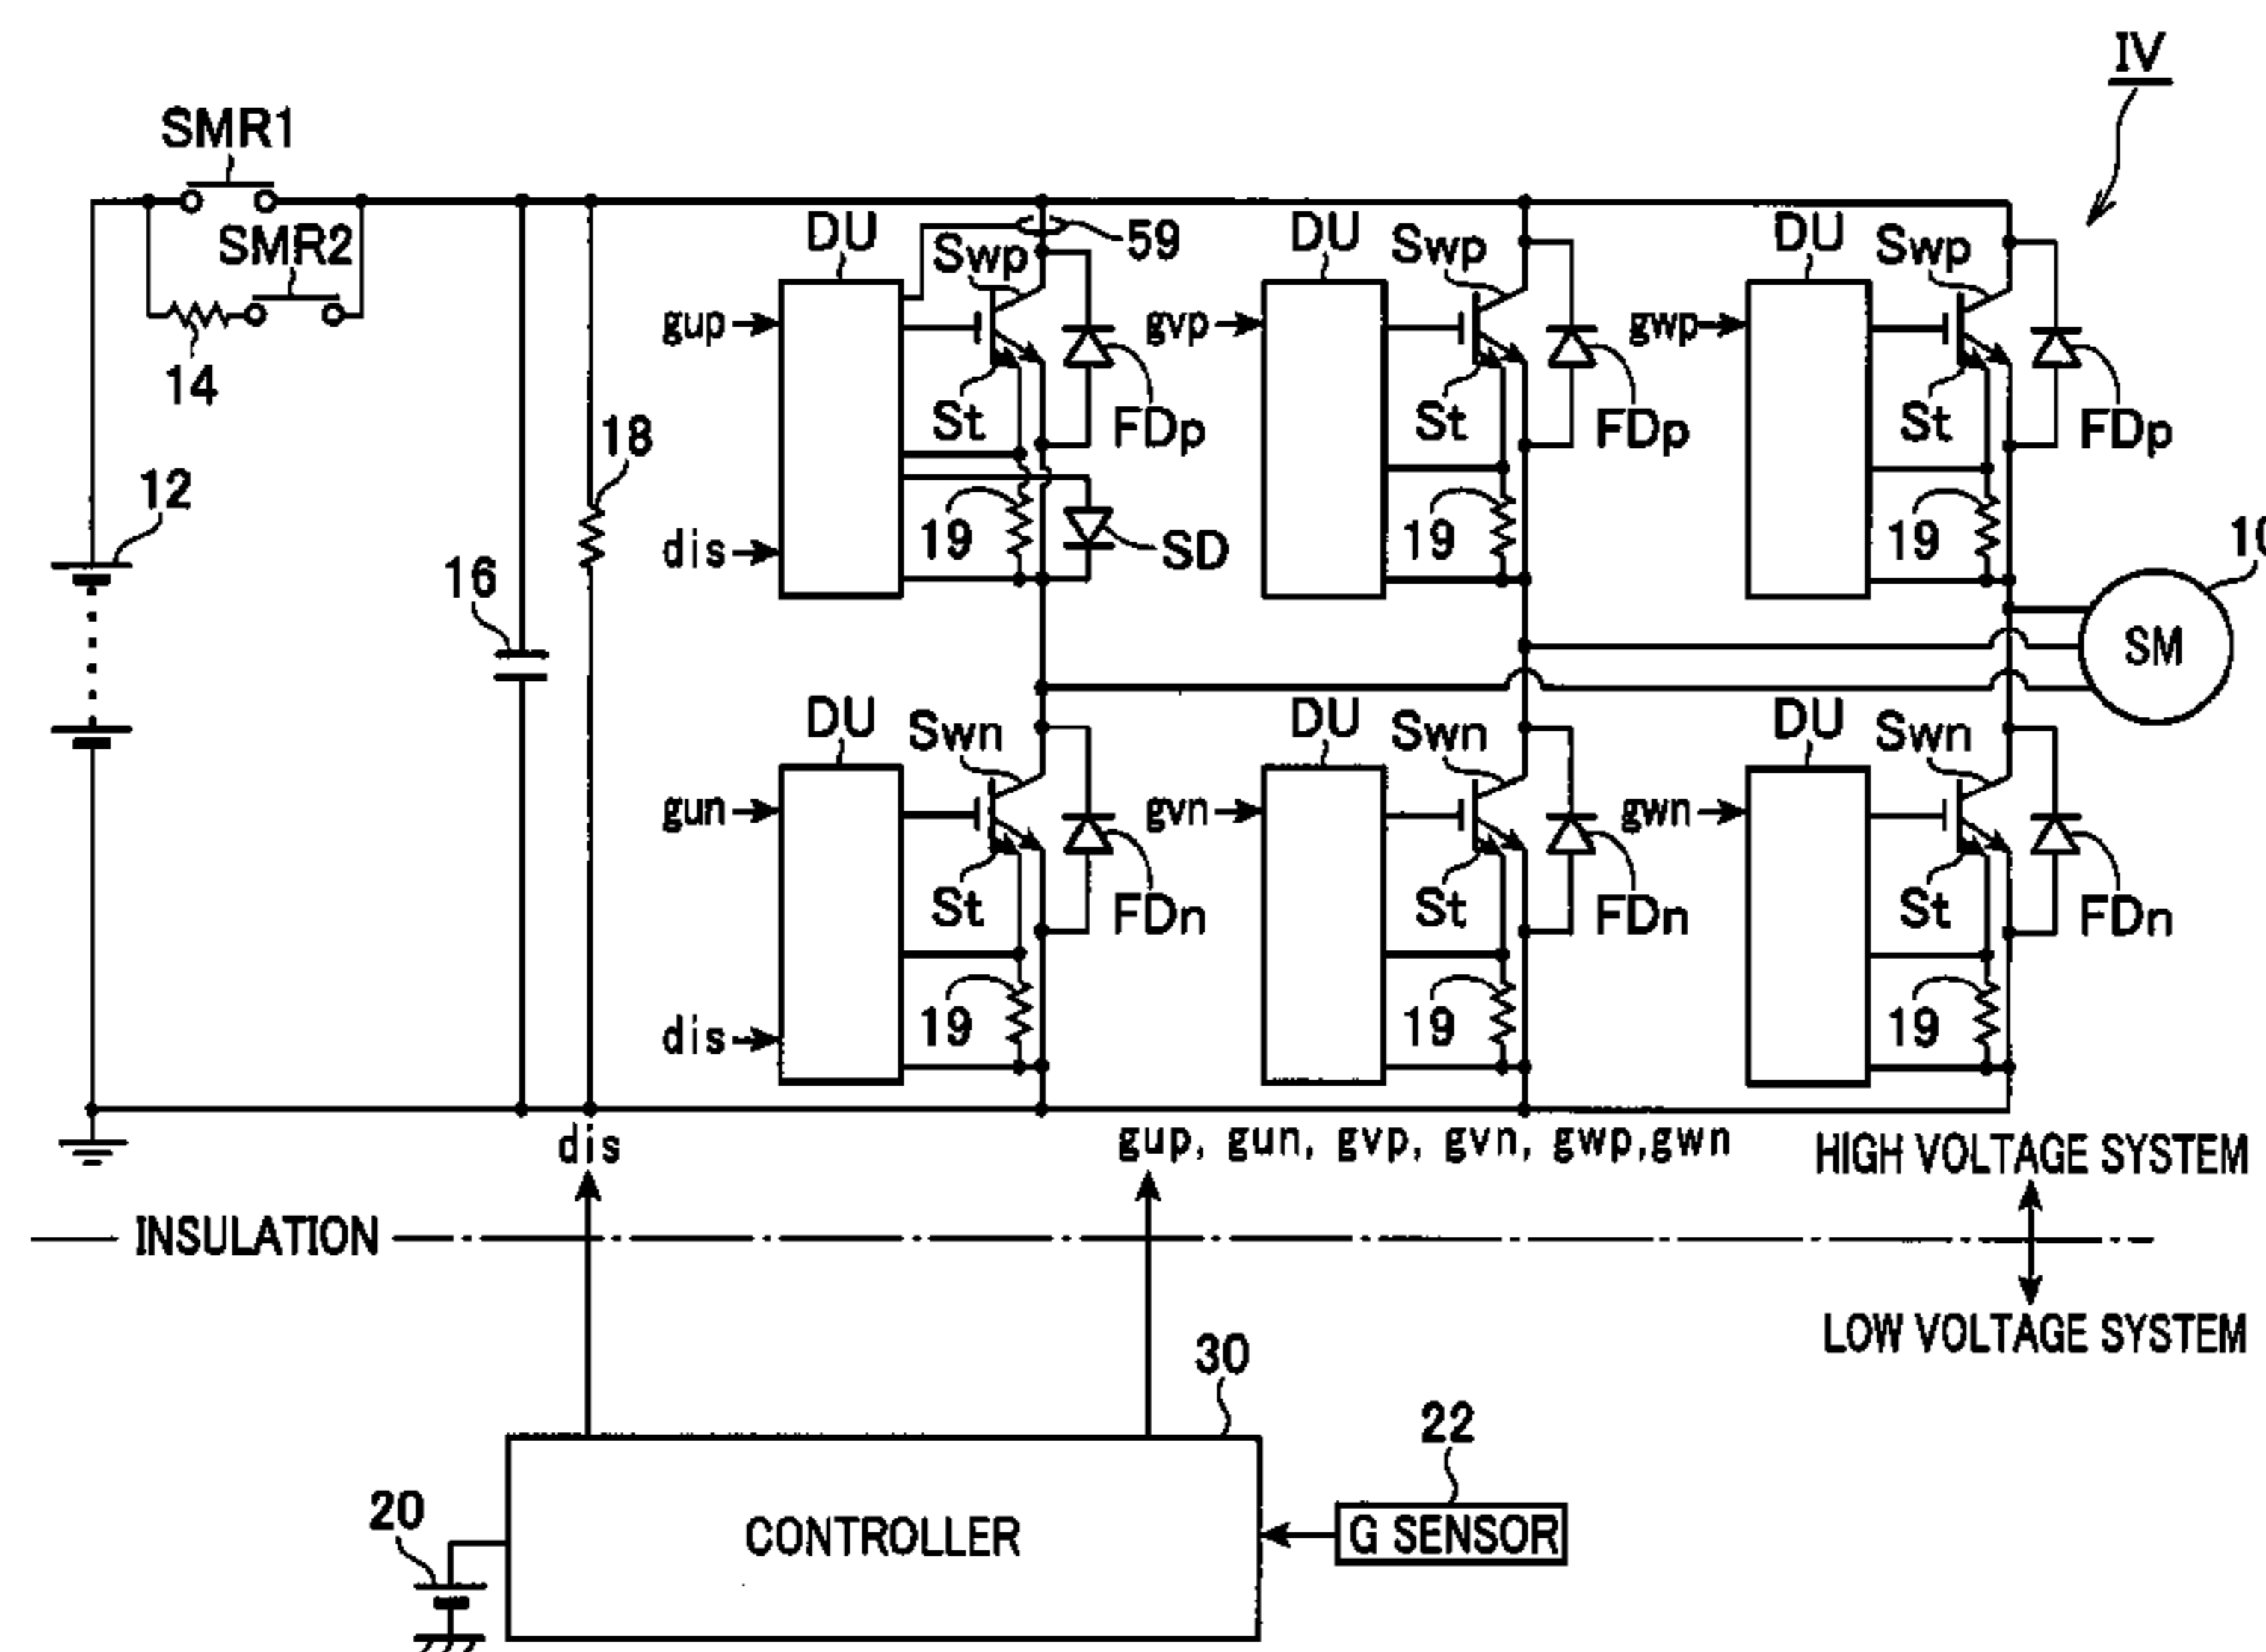 IV
SMR1
SMR2
14
12
16
18
DU
Swp
59
gup
St
FDp
19
dis
SD
DU
Swp
gvp
St
FDp
19
DU
Swp
gwp
St
FDp
19
10
SM
DU
Swn
gun
St
FDn
19
dis
DU
Swn
gvn
St
FDn
19
DU
Swn
gwn
St
FDn
19
dis
gup, gun, gvp, gvn, gwp,gwn
HIGH VOLTAGE SYSTEM
INSULATION
LOW VOLTAGE SYSTEM
30
22
20
CONTROLLER
G SENSOR